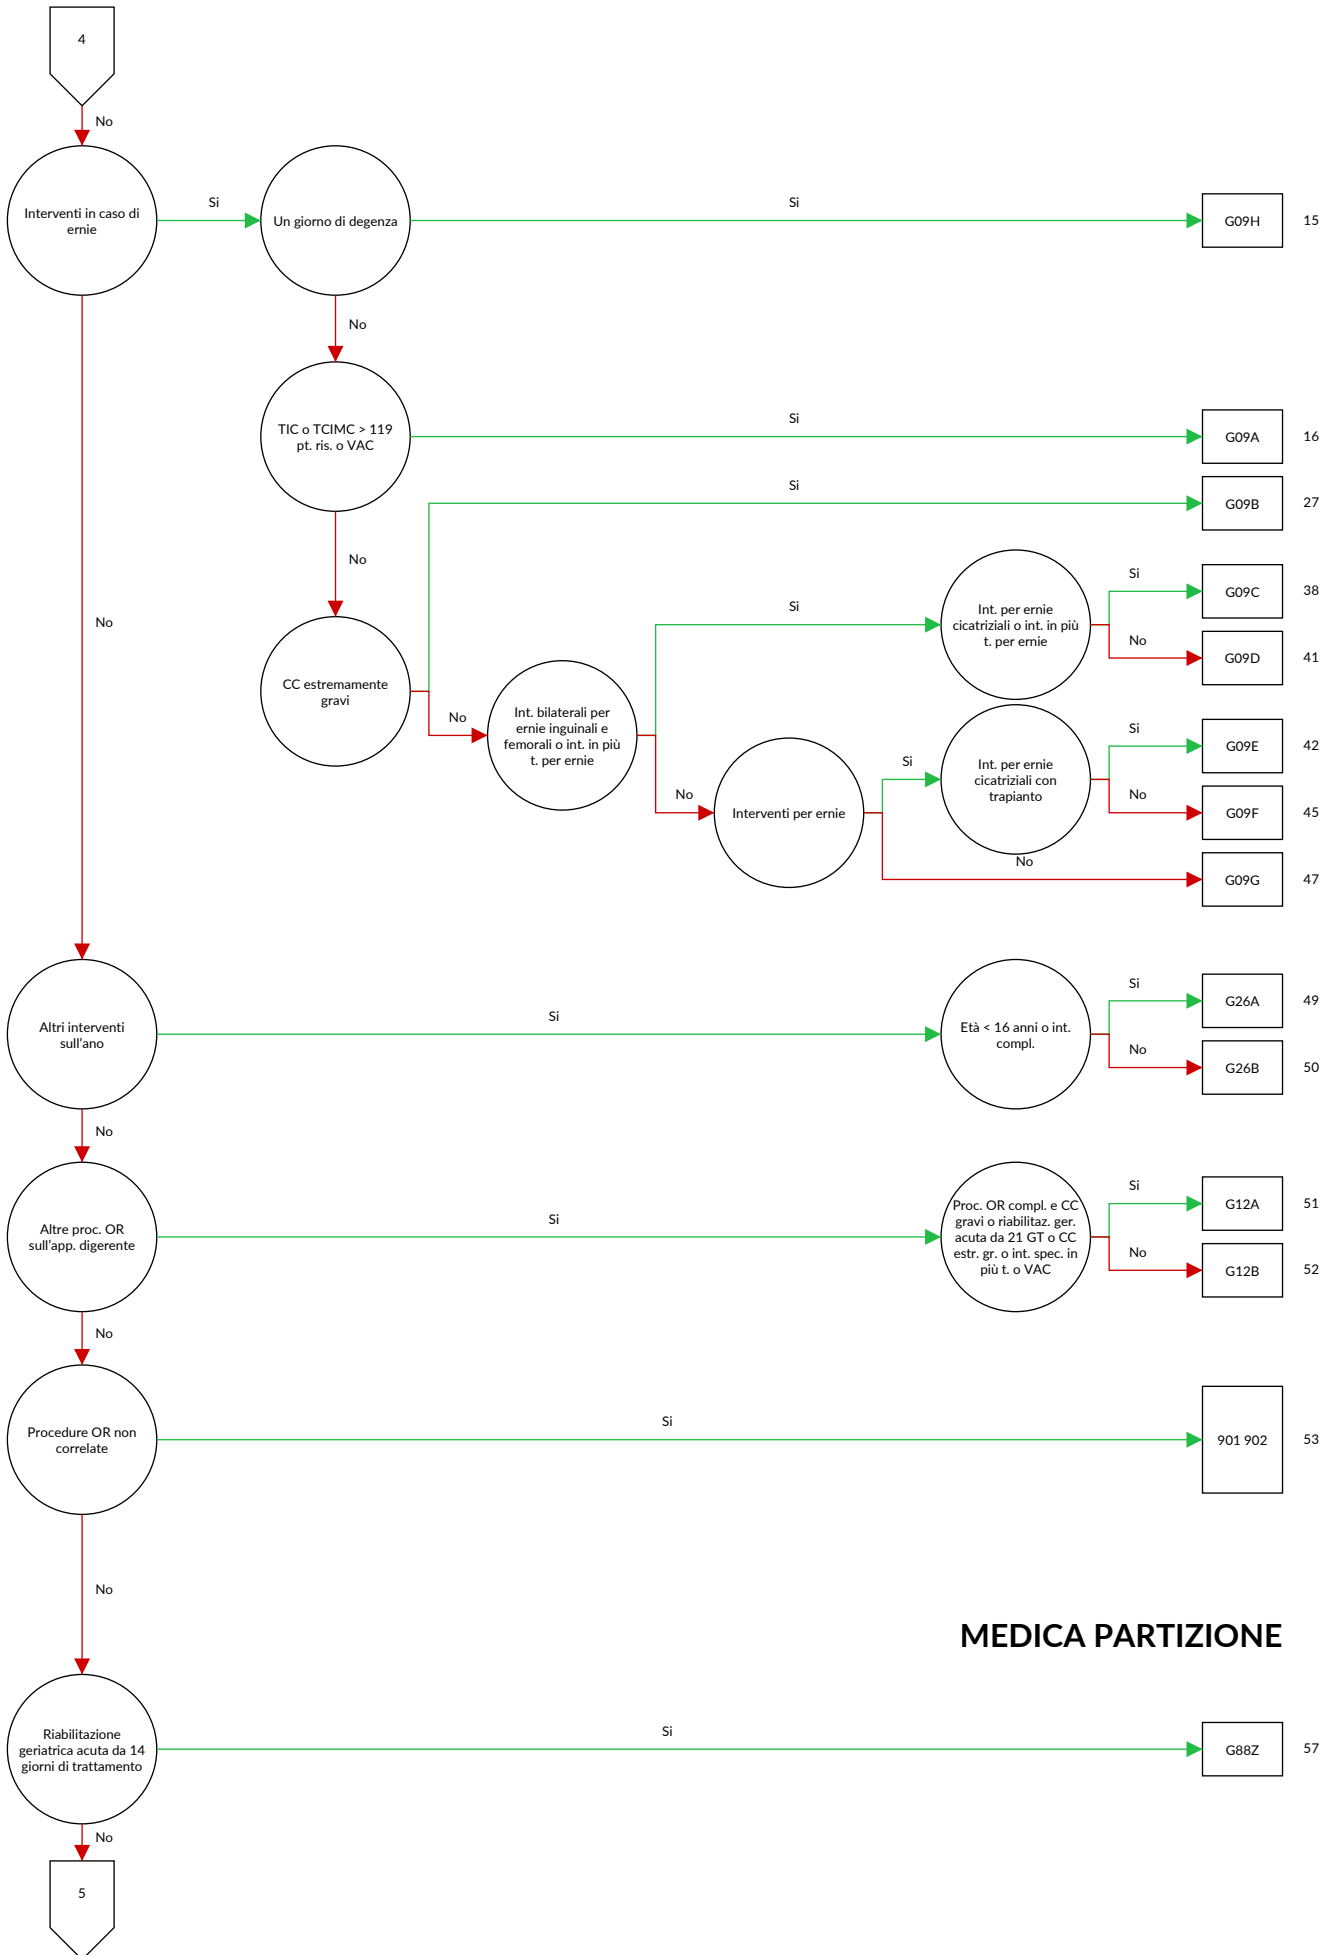 4
No
Interventi in caso di
ernie
Si
Un giorno di degenza
Si
G09H
15
No
TIC o TCIMC > 119
pt. ris. o VAC
Si
G09A
16
Si
G09B
27
No
CC estremamente
gravi
No
Int. bilaterali per
ernie inguinali e
femorali o int. in più
t. per ernie
Si
Int. per ernie
cicatriziali o int. in più
t. per ernie
Si
G09C
38
No
G09D
41
No
Interventi per ernie
Si
Int. per ernie
cicatriziali con
trapianto
Si
G09E
42
No
G09F
45
No
G09G
47
No
Altri interventi
sull'ano
Si
Età < 16 anni o int.
compl.
Si
G26A
49
No
G26B
50
No
Altre proc. OR
sull'app. digerente
Si
Proc. OR compl. e CC
gravi o riabilitaz. ger.
acuta da 21 GT o CC
estr. gr. o int. spec. in
più t. o VAC
Si
G12A
51
No
G12B
52
No
Procedure OR non
correlate
Si
901 902
53
No
MEDICA PARTIZIONE
Riabilitazione
geriatrica acuta da 14
giorni di trattamento
Si
G88Z
57
No
5